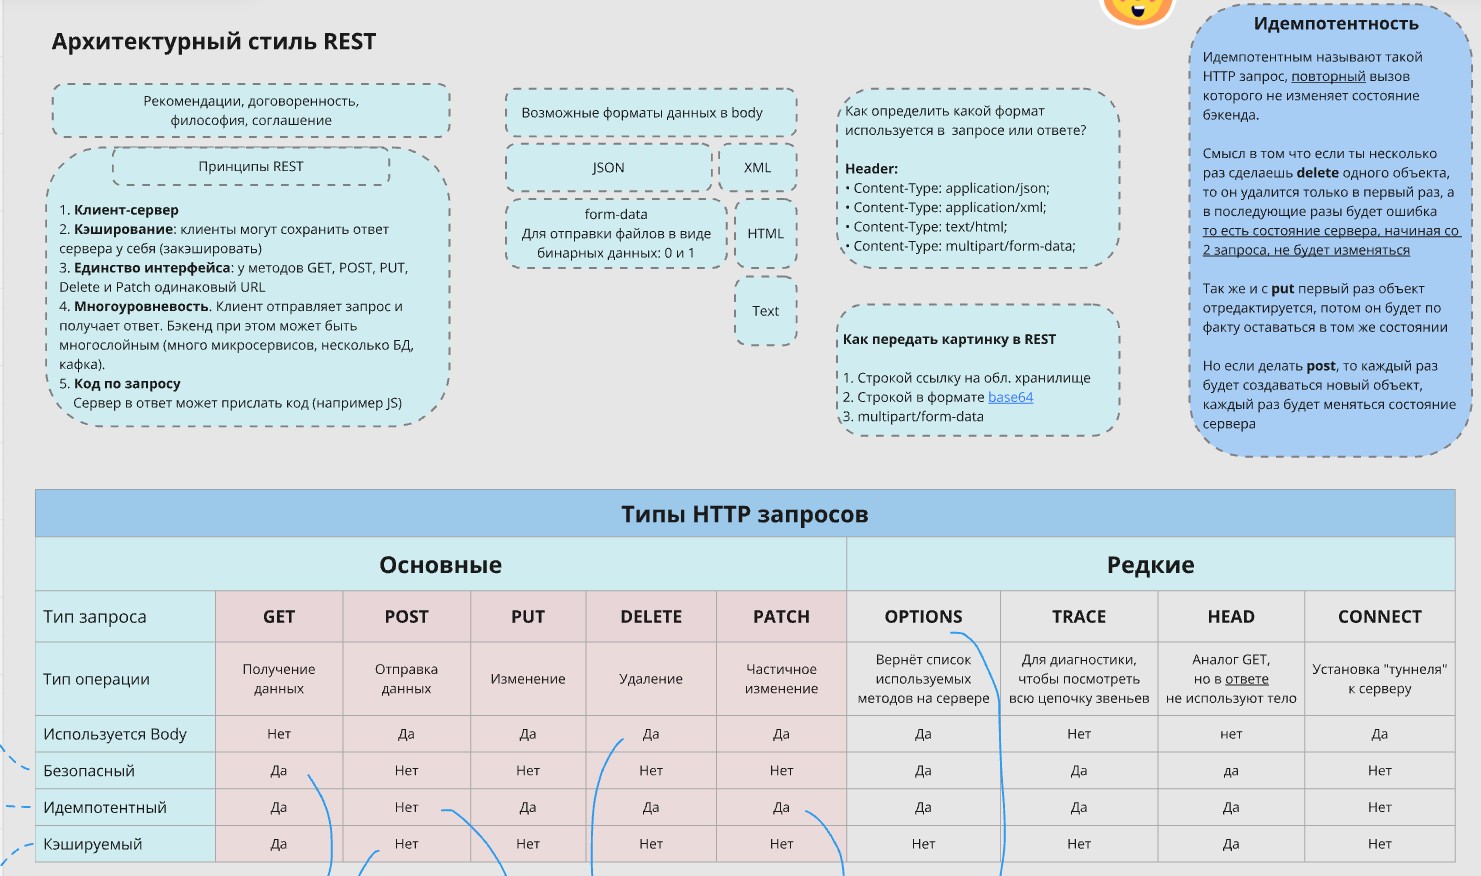 Архитектурный стиль REST
Рекомендации, договоренность,
философия, соглашение
Принципы REST
1. Клиент-сервер
2. Кэширование: клиенты могут сохранить ответ
сервера у себя (закэшировать)
3. Единство интерфейса: у методов GET, POST, PUT,
Delete и Patch одинаковый URL
4. Многоуровневость. Клиент отправляет запрос и
получает ответ. Бэкенд при этом может быть
многослойным (много микросервисов, несколько БД,
кафка).
5. Код по запросу
Сервер в ответ может прислать код (например JS)
Возможные форматы данных в body
JSON
XML
form-data
Для отправки файлов в виде
бинарных данных: 0 и 1
HTML
Text
Как определить какой формат
используется в запросе или ответе?
Header:
• Content-Type: application/json;
• Content-Type: application/xml;
• Content-Type: text/html;
• Content-Type: multipart/form-data;
Как передать картинку в REST
1. Строкой ссылку на обл. хранилище
2. Строкой в формате base64
3. multipart/form-data
Идемпотентность
Идемпотентным называют такой
HTTP запрос, повторный вызов
которого не изменяет состояние
бэкенда.
Смысл в том что если ты несколько
раз сделаешь delete одного объекта,
то он удалится только в первый раз, а
в последующие разы будет ошибка
то есть состояние сервера, начиная со
2 запроса, не будет изменяться
Так же и с put первый раз объект
отредактируется, потом он будет по
факту оставаться в том же состоянии
Но если делать post, то каждый раз
будет создаваться новый объект,
каждый раз будет меняться состояние
сервера
Типы HTTP запросов
Основные
Редкие
Тип запроса GET POST PUT DELETE PATCH OPTIONS TRACE HEAD CONNECT
Тип операции
Получение
данных
Отправка
данных
Изменение
Удаление
Частичное
изменение
Вернёт список
используемых
методов на сервере
Для диагностики,
чтобы посмотреть
всю цепочку звеньев
Аналог GET,
но в ответе
не используют тело
Установка "туннеля"
к серверу
Используется Body Нет Да Да Да Да Да Нет нет Да
Безопасный Да Нет Нет Нет Нет Да Да да Нет
Идемпотентный Да Нет Да Да Да Да Да Да Нет
Кэшируемый Да Нет Нет Нет Нет Нет Нет Да Нет